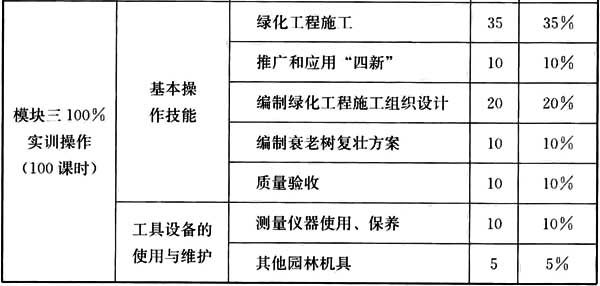 模块三 100%
实训操作
(100 课时)
基本操
作技能
绿化工程施工 35 35%
推广和应用“四新” 10 10%
编制绿化工程施工组织设计 20 20%
编制衰老树复壮方案 10 10%
质量验收 10 10%
工具设备的
使用与维护
测量仪器使用、保养 10 10%
其他园林机具 5 5%